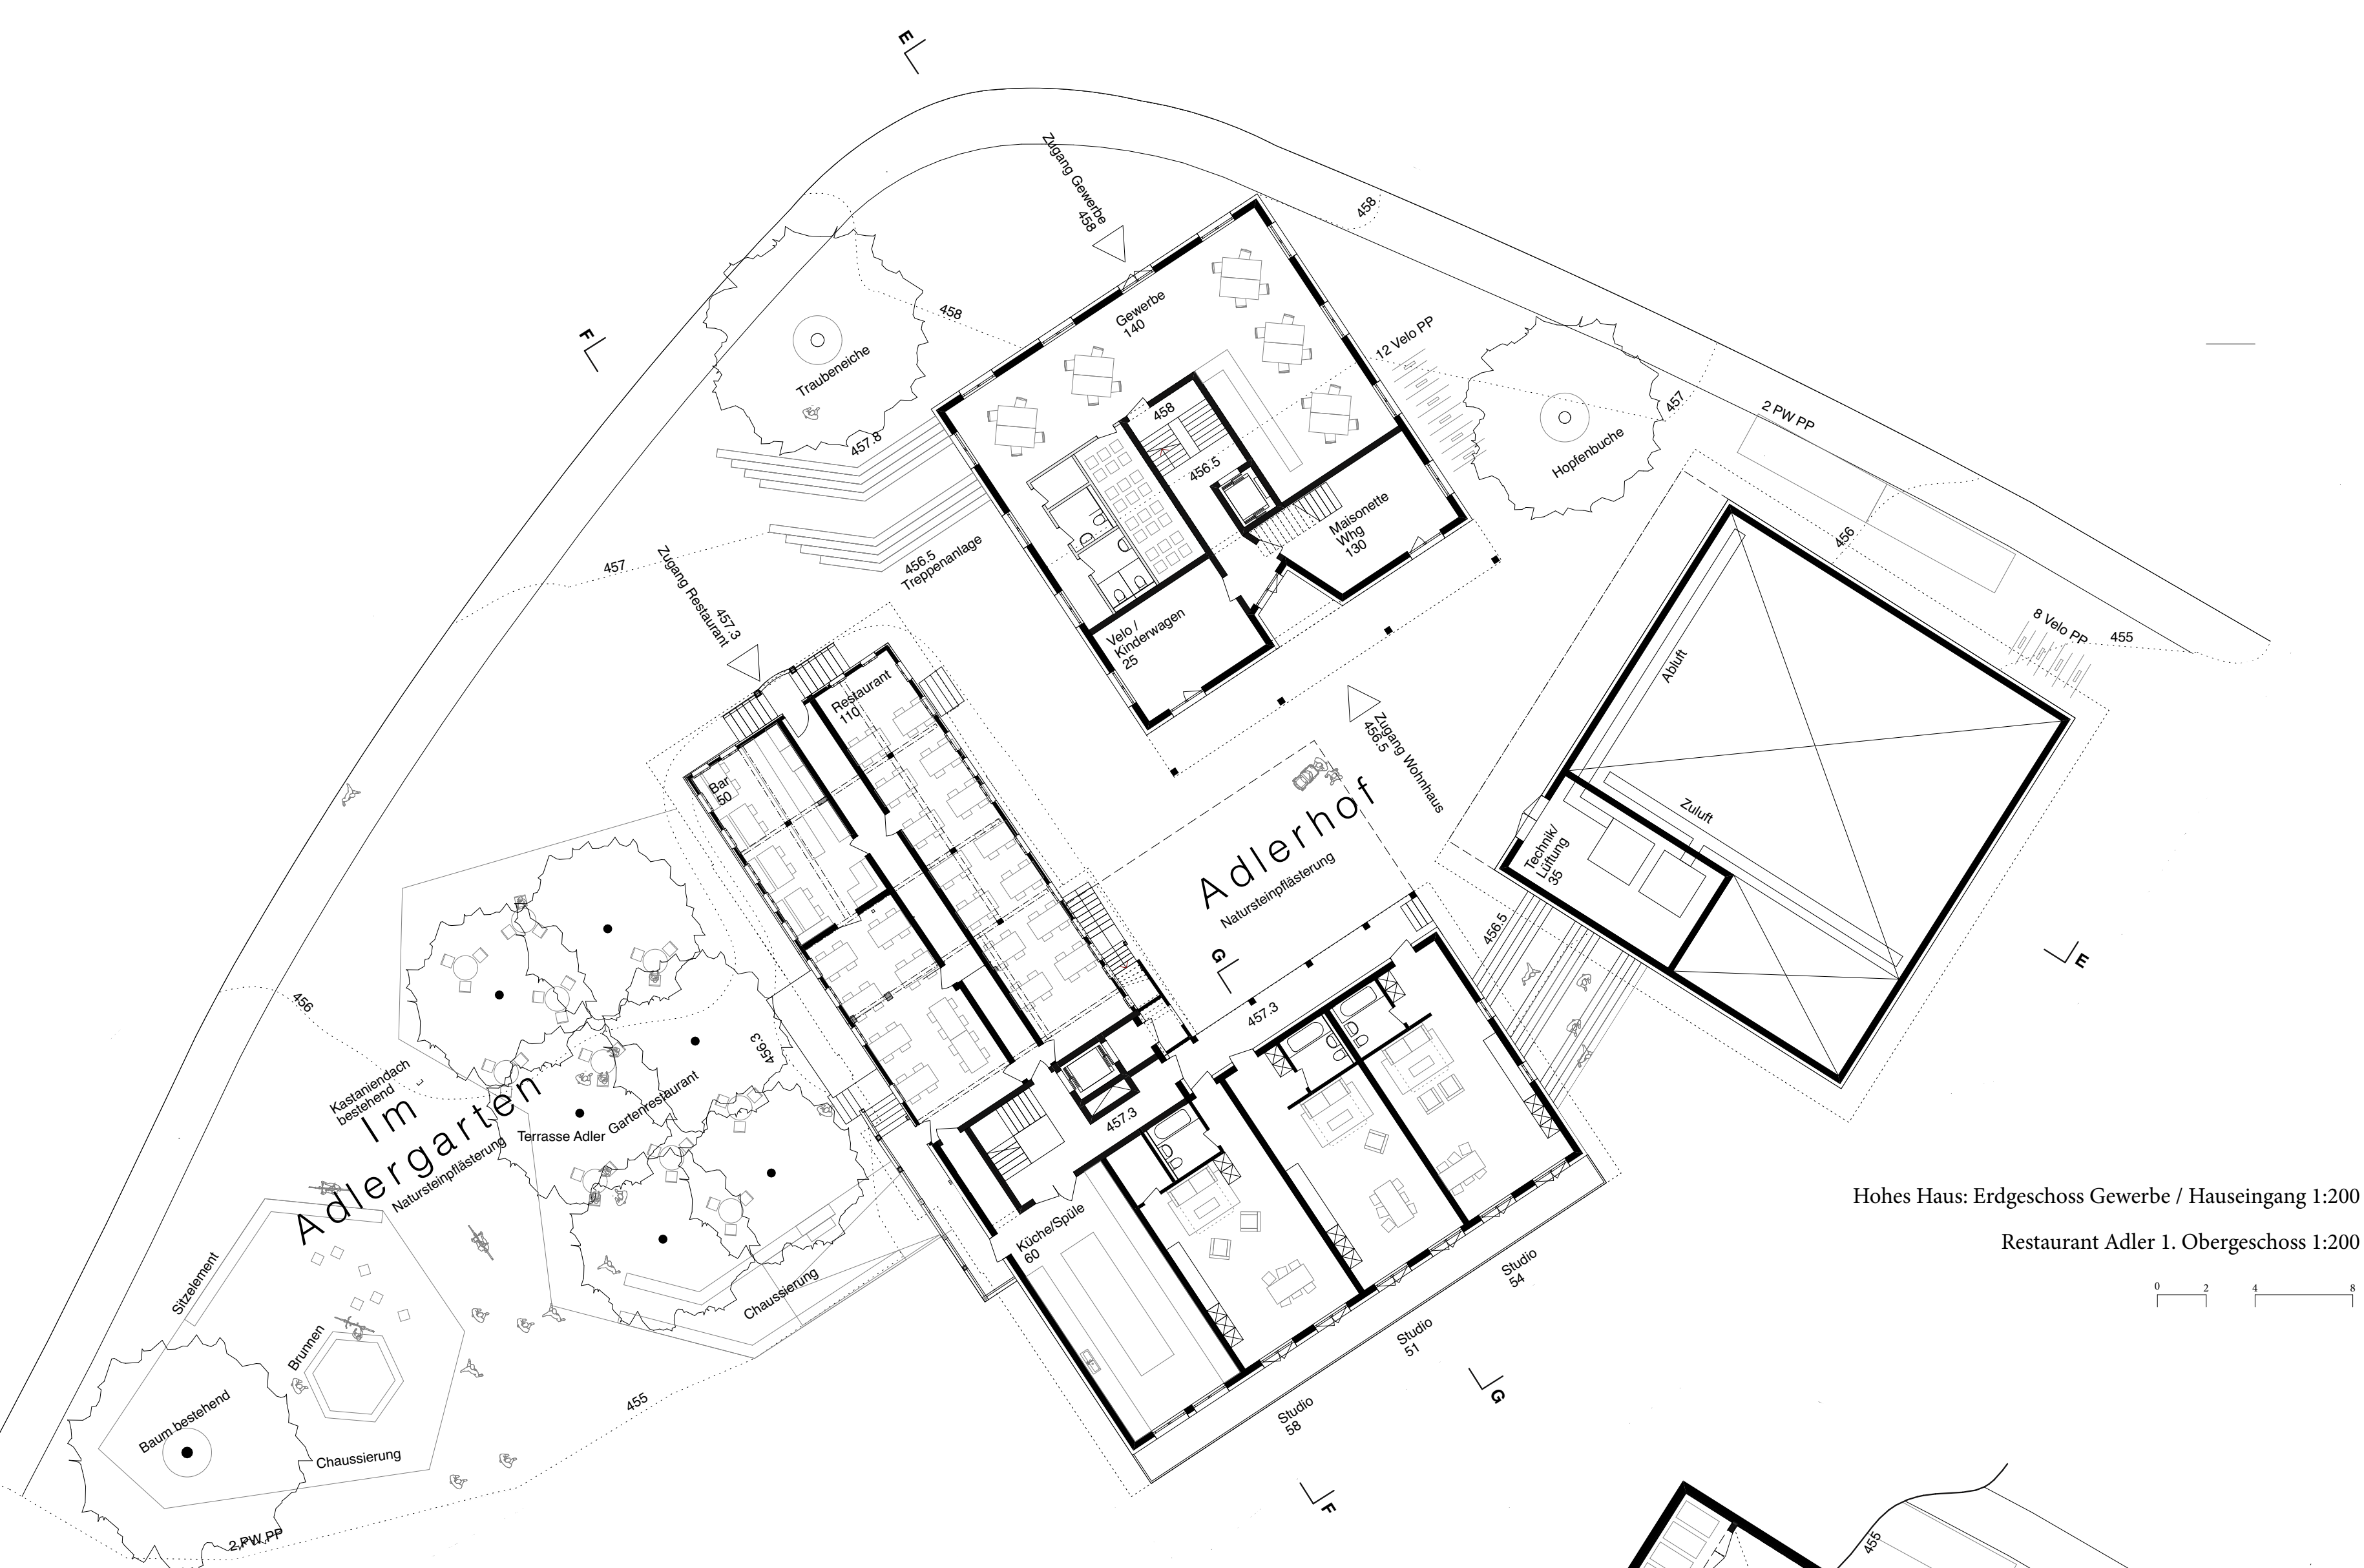 E
Zugang Gewerbe
458
458
F
458
Gewerbe
140
Traubeneiche
12 Velo PP
457
2 PW PP
Hopfenbuche
457.8
458
456.5
Maisonette
Whg
130
456
456.5
Treppenanlage
457
Zugang Restaurant
457.3
Velo /
Kinderwagen
25
8 Velo PP
455
Abluft
Restaurant
110
Bar
50
Zugang Wohnhaus
456.5
Adlerhof
Natursteinpflästerung
Zuluft
Technik/
Lüftung
35
456.5
E
G
457.3
456
456.3
Kastaniendach
bestehend
Im
Adlergarten
Natursteinpflästerung
Terrasse Adler
Gartenrestaurant
457.3
Küche/Spüle
60
Hohes Haus: Erdgeschoss Gewerbe / Hauseingang 1:200
Restaurant Adler 1. Obergeschoss 1:200
0 2 4 8
Sitzelement
Chaussierung
Brunnen
Studio
54
Studio
51
Studio
58
G
F
455
Baum bestehend
Chaussierung
2 PW PP
455